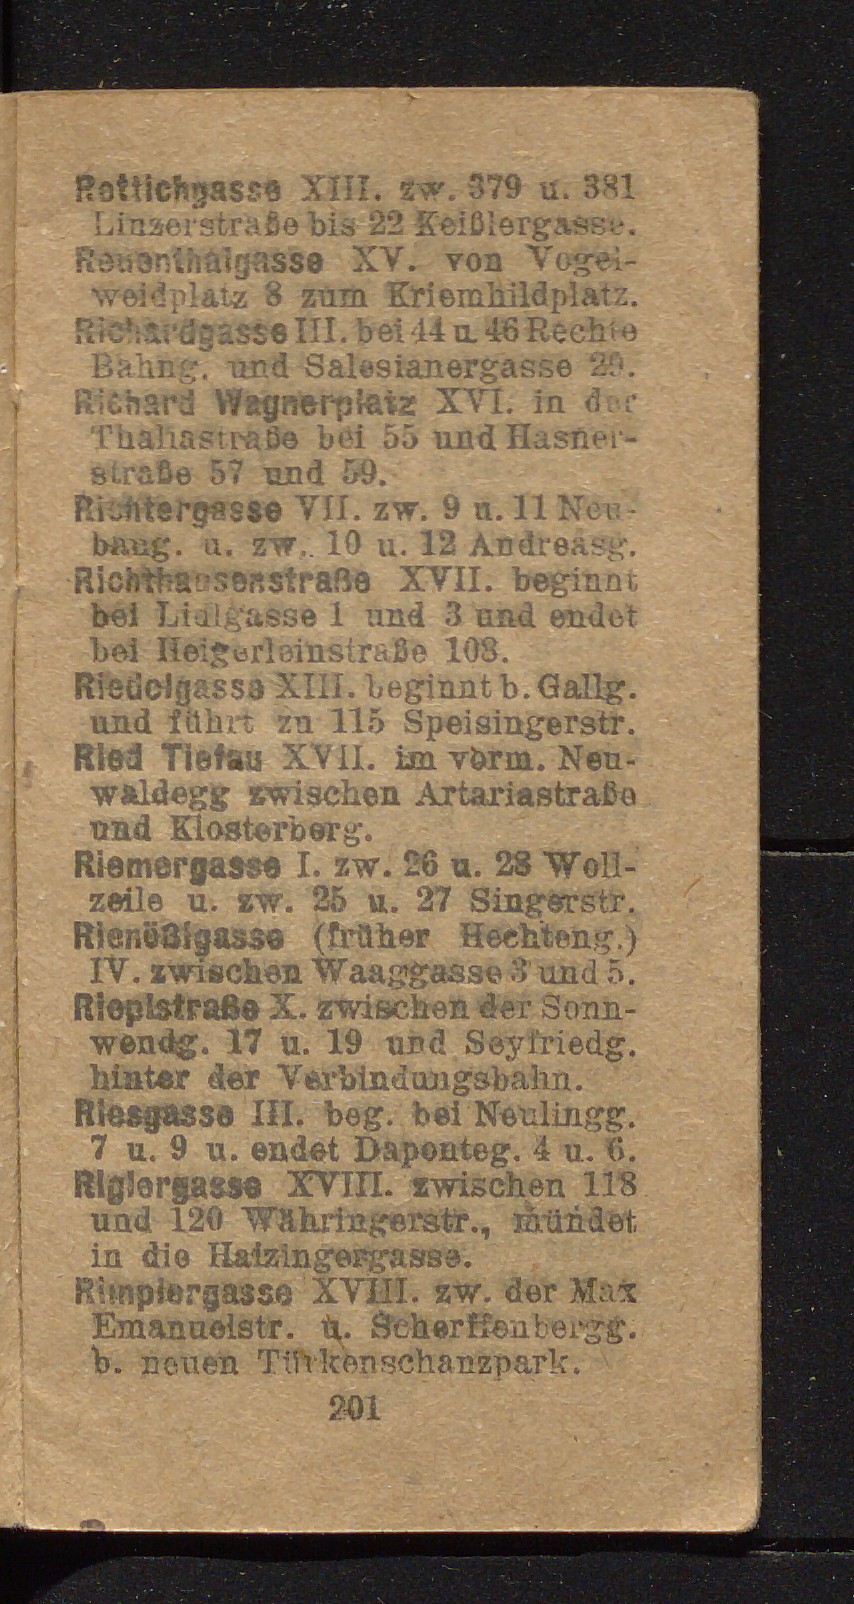 Rettichgasse XIII. zw. 379 u. 381
Linzerstraße bis 22 Keißlergasse.
Reuenthalgasse XV. von Vogel-
weidplatz 8 zum Kriemhildplatz.
Richardgasse III. bei 44 u. 46 Rechte
Bahng. und Salesianergasse 29.
Richard Wagnerplatz XVI. in der
Thaliastraße bei 55 und Hasner-
straße 57 und 59.
Richtergasse VII. zw. 9 u. 11 Neu-
baug. u. zw. 10 u. 12 Andreasg.
Richthausenstraße XVII. beginnt
bei Lidlgasse 1 und 3 und endet
bei Heigerleinstraße 103.
Riedelgasse XIII. beginnt b. Gallg.
und führt zu 115 Speisingerstr.
Ried Tiefau XVII. im vorm. Neu-
waldegg zwischen Artariastraße
und Klosterberg.
Riemergasse I. zw. 26 u. 28 Woll-
zeile u. zw. 25 u. 27 Singerstr.
Rienößlgasse (früher Hechteng.)
IV. zwischen Waaggasse 3 und 5.
Rieplstraße X. zwischen der Sonn-
wendg. 17 u. 19 und Seyfriedg.
hinter der Verbindungsbahn.
Riesgasse III. beg. bei Neulingg.
7 u. 9 u. endet Daponteg. 4 u. 6.
Riglergasse XVIII. zwischen 118
und 120 Währingerstr., mündet
in die Haizingergasse.
Rimplergasse XVIII. zw. der Max
Emanuelstr. u. Scherffenbergg.
b. neuen Türkenschanzpark.
201